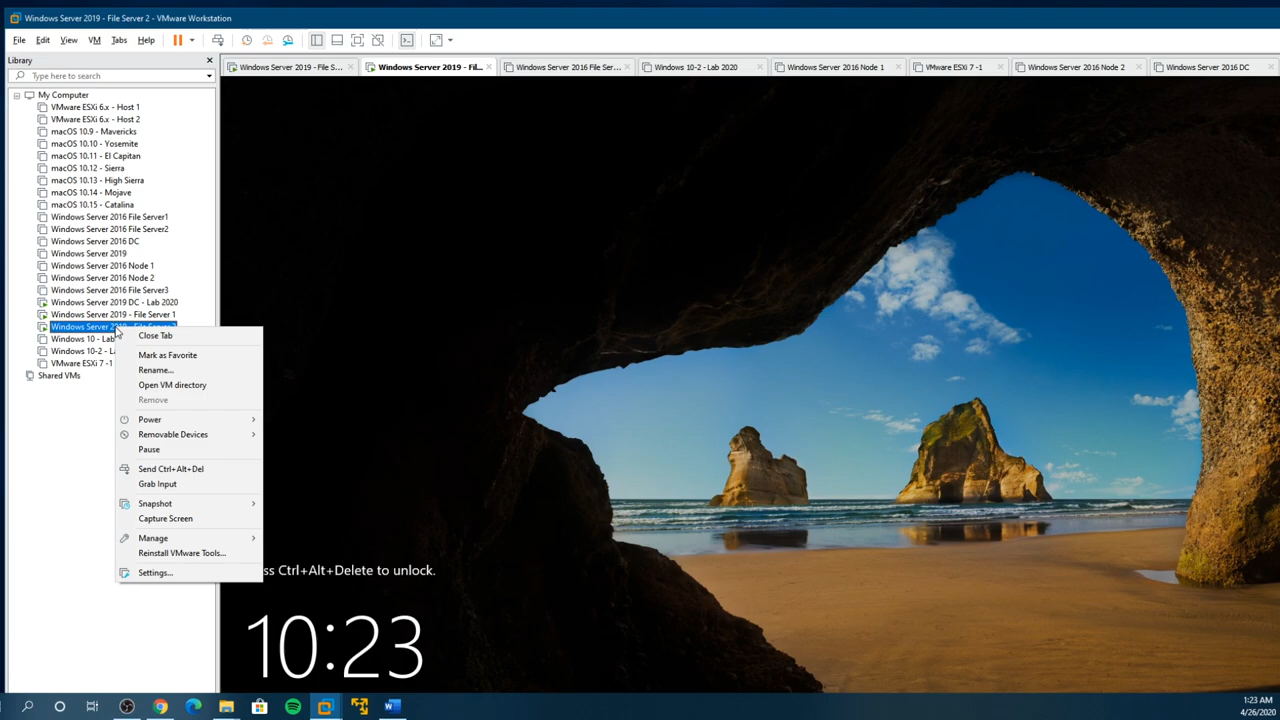 Windows Server 2019 - File Server 2 - VMware Workstation
File Edit View VM Tabs Help
Library
Type here to search
Windows Server 2019 - File S...
Windows Server 2019 - Fil...
Windows Server 2016 File Ser...
Windows 10-2 - Lab 2020
Windows Server 2016 Node 1
VMware ESXi 7 -1
Windows Server 2016 Node 2
Windows Server 2016 DC
My Computer
VMware ESXi 6.x - Host 1
VMware ESXi 6.x - Host 2
macOS 10.9 - Mavericks
macOS 10.10 - Yosemite
macOS 10.11 - El Capitan
macOS 10.12 - Sierra
macOS 10.13 - High Sierra
macOS 10.14 - Mojave
macOS 10.15 - Catalina
Windows Server 2016 File Server1
Windows Server 2016 File Server2
Windows Server 2016 DC
Windows Server 2019
Windows Server 2016 Node 1
Windows Server 2016 Node 2
Windows Server 2016 File Server3
Windows Server 2019 DC - Lab 2020
Windows Server 2019 - File Server 1
Windows Server 2019 - File Server 2
Windows 10 - Lab
Windows 10-2 - La
VMware ESXi 7 -1
Shared VMs
Close Tab
Mark as Favorite
Rename...
Open VM directory
Remove
Power
Removable Devices
Pause
Send Ctrl+Alt+Del
Grab Input
Snapshot
Capture Screen
Manage
Reinstall VMware Tools...
Settings...
ss Ctrl+Alt+Delete to unlock.
10:23
1:23 AM
4/26/2020